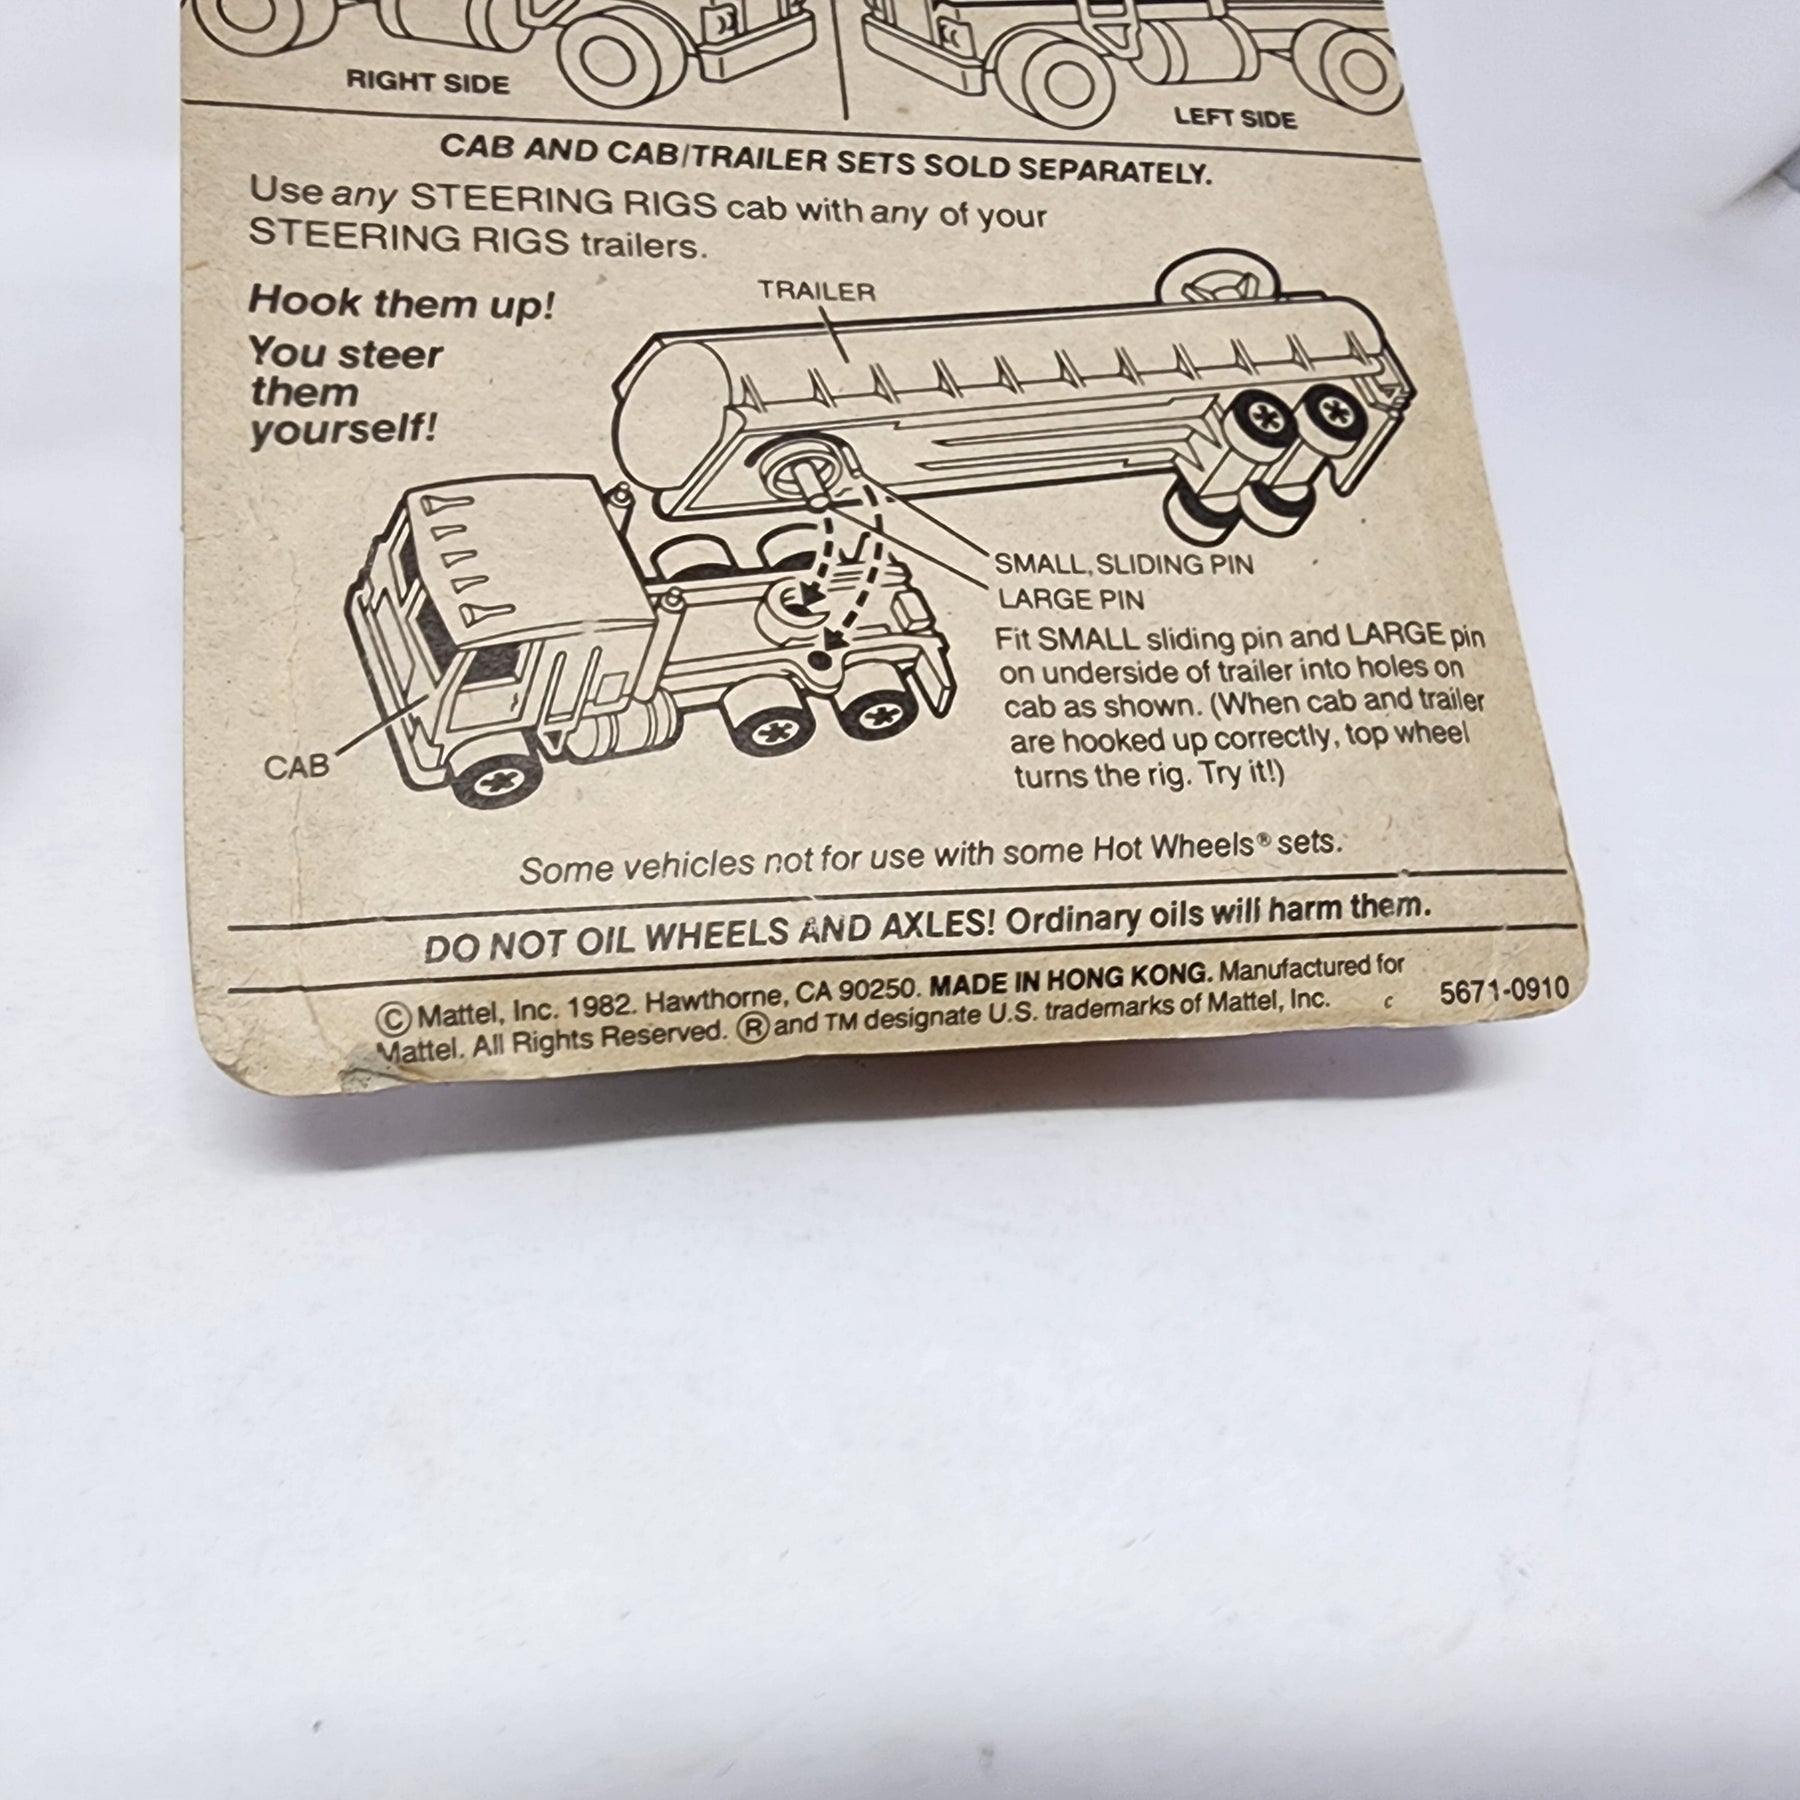 RIGHT SIDE
LEFT SIDE
CAB AND CAB/TRAILER SETS SOLD SEPARATELY.
Use any STEERING RIGS cab with any of your
STEERING RIGS trailers.
Hook them up!
You steer
them
yourself!
TRAILER
SMALL, SLIDING PIN
LARGE PIN
Fit SMALL sliding pin and LARGE pin
on underside of trailer into holes on
cab as shown. (When cab and trailer
are hooked up correctly, top wheel
turns the rig. Try it!)
CAB
Some vehicles not for use with some Hot Wheels® sets.
DO NOT OIL WHEELS AND AXLES! Ordinary oils will harm them.
© Mattel, Inc. 1982. Hawthorne, CA 90250. MADE IN HONG KONG. Manufactured for
Mattel. All Rights Reserved. ® and TM designate U.S. trademarks of Mattel, Inc. c 5671-0910